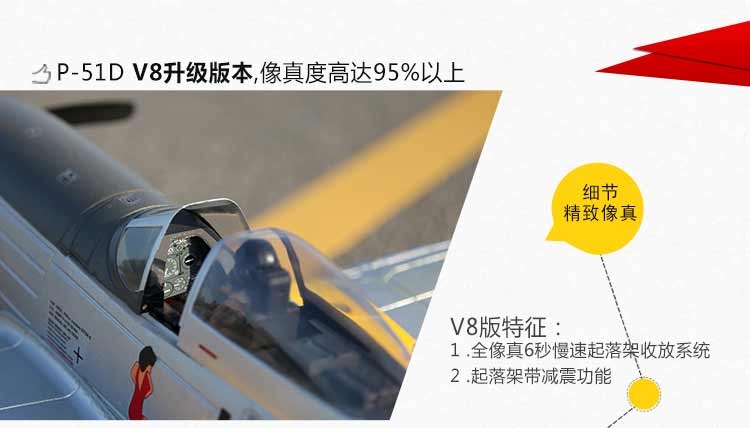 P-51D V8升级版本,像真度高达95%以上
细节
精致像真
V8版特征：
1 .全像真6秒慢速起落架收放系统
2 .起落架带减震功能